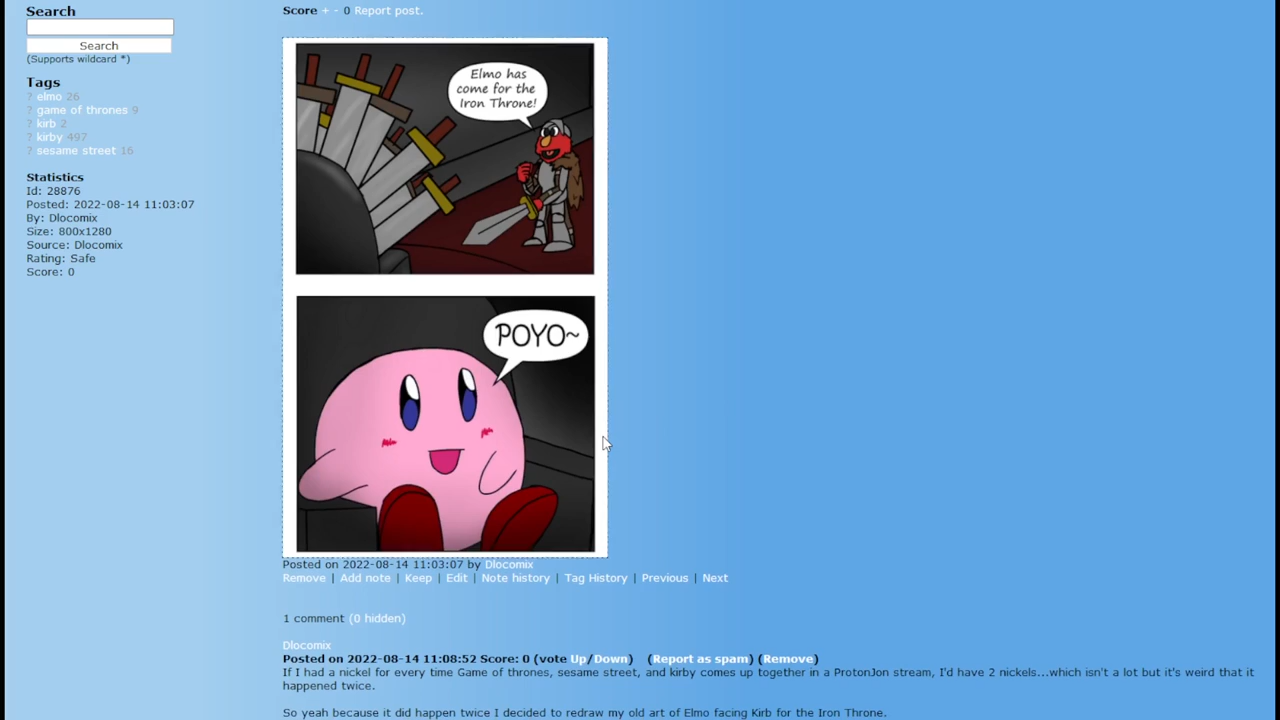 Search
Search
(Supports wildcard *)
Tags
? elmo 26
? game of thrones 9
? kirb 2
? kirby 497
? sesame street 16
Statistics
Id: 28876
Posted: 2022-08-14 11:03:07
By: Dlocomix
Size: 800x1280
Source: Dlocomix
Rating: Safe
Score: 0
Score + - 0 Report post.
Elmo has
come for the
Iron Throne!
POYO~
Posted on 2022-08-14 11:03:07 by Dlocomix
Remove | Add note | Keep | Edit | Note history | Tag History | Previous | Next
1 comment (0 hidden)
Dlocomix
Posted on 2022-08-14 11:08:52 Score: 0 (vote Up/Down) (Report as spam) (Remove)
If I had a nickel for every time Game of thrones, sesame street, and kirby comes up together in a ProtonJon stream, I'd have 2 nickels...which isn't a lot but it's weird that it
happened twice.
So yeah because it did happen twice I decided to redraw my old art of Elmo facing Kirb for the Iron Throne.